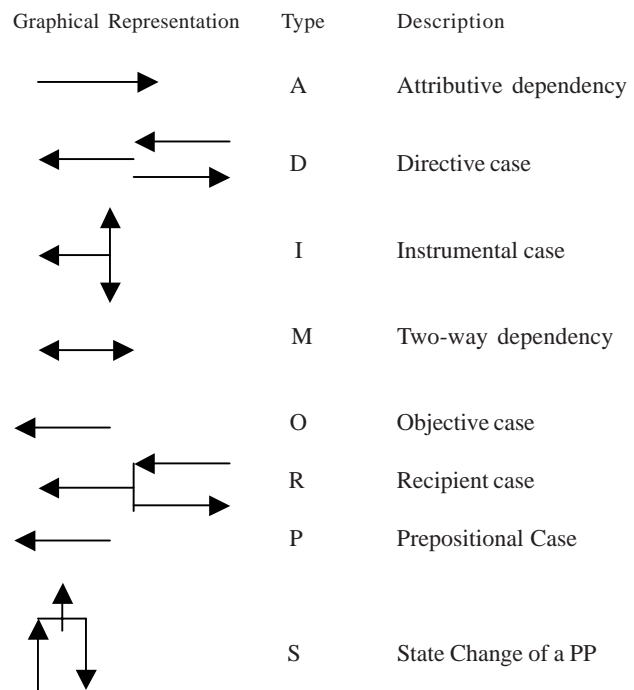 Graphical Representation Type Description
A Attributive dependency
D Directive case
I Instrumental case
M Two-way dependency
O Objective case
R Recipient case
P Prepositional Case
S State Change of a PP